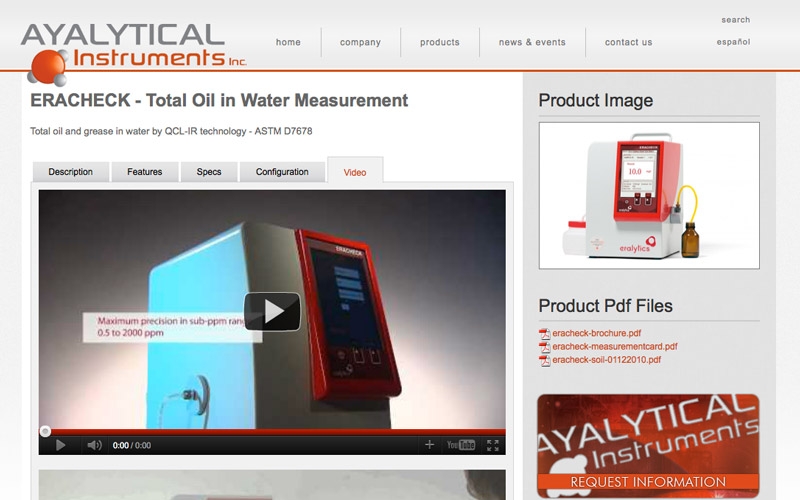 search
AYALYTICAL
Instruments Inc.
home
company
products
news & events
contact us
español
ERACHECK - Total Oil in Water Measurement
Total oil and grease in water by QCL-IR technology - ASTM D7678
Description
Features
Specs
Configuration
Video
ERACHECK
Maximum precision in sub-ppm rang
0.5 to 2000 ppm
0:00 / 0:00
YouTube
Product Image
ERACHECK
10.0
eralytics
Product Pdf Files
eracheck-brochure.pdf
eracheck-measurementcard.pdf
eracheck-soil-01122010.pdf
AYALYTICAL
Instruments
REQUEST INFORMATION